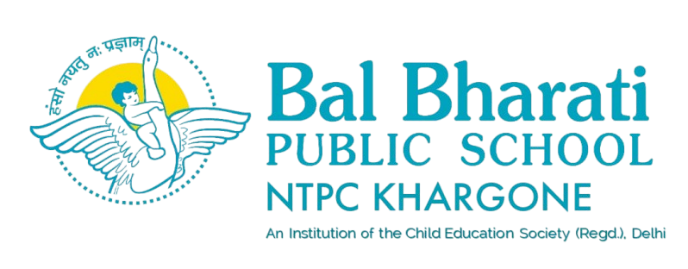 हंसो नयतु नः प्रज्ञाम्
Bal Bharati
PUBLIC SCHOOL
NTPC KHARGONE
An Institution of the Child Education Society (Regd.), Delhi